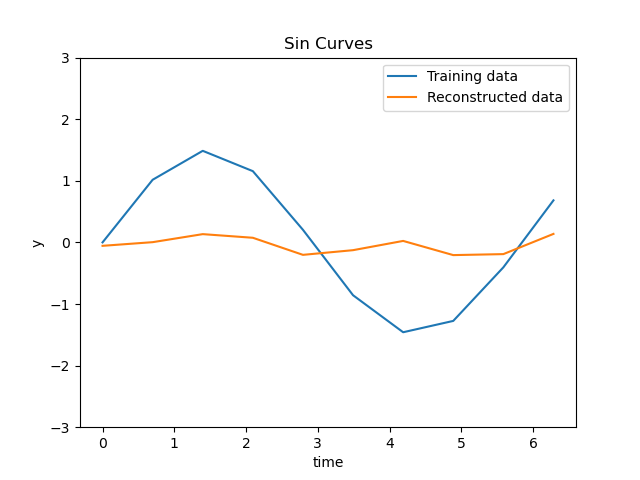 Sin Curves
Training data
Reconstructed data
3
2
1
0
−1
−2
−3
y
0 1 2 3 4 5 6
time